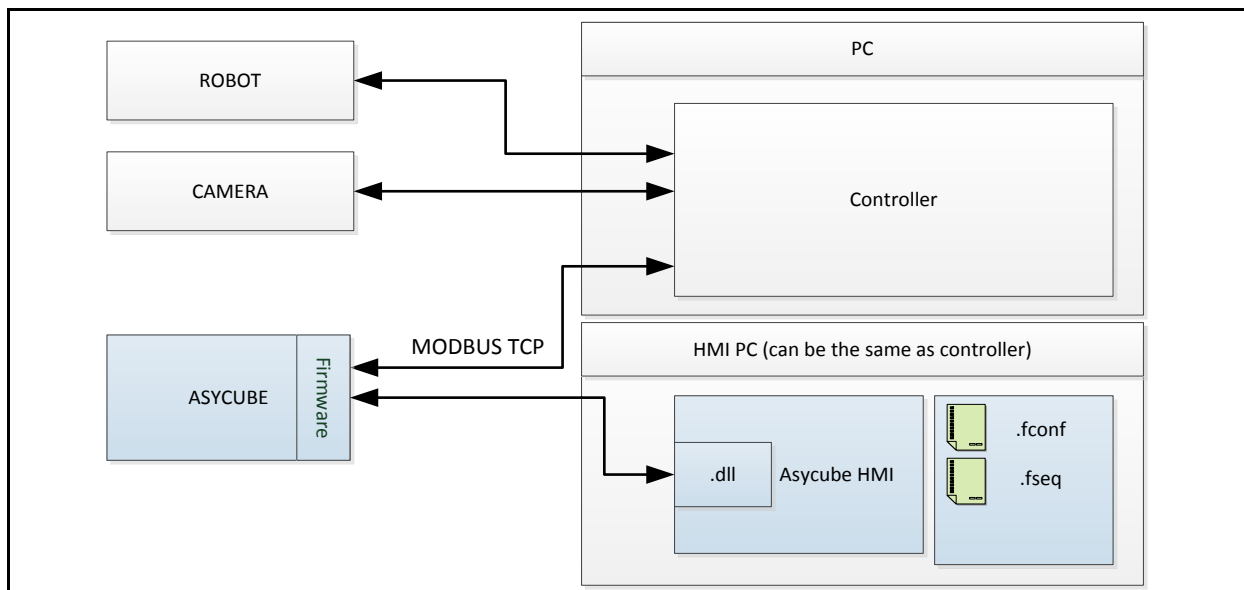 PC
ROBOT
CAMERA
Controller
MODBUS TCP
ASYCUBE
Firmware
HMI PC (can be the same as controller)
.dll
Asycube HMI
.fconf
.fseq